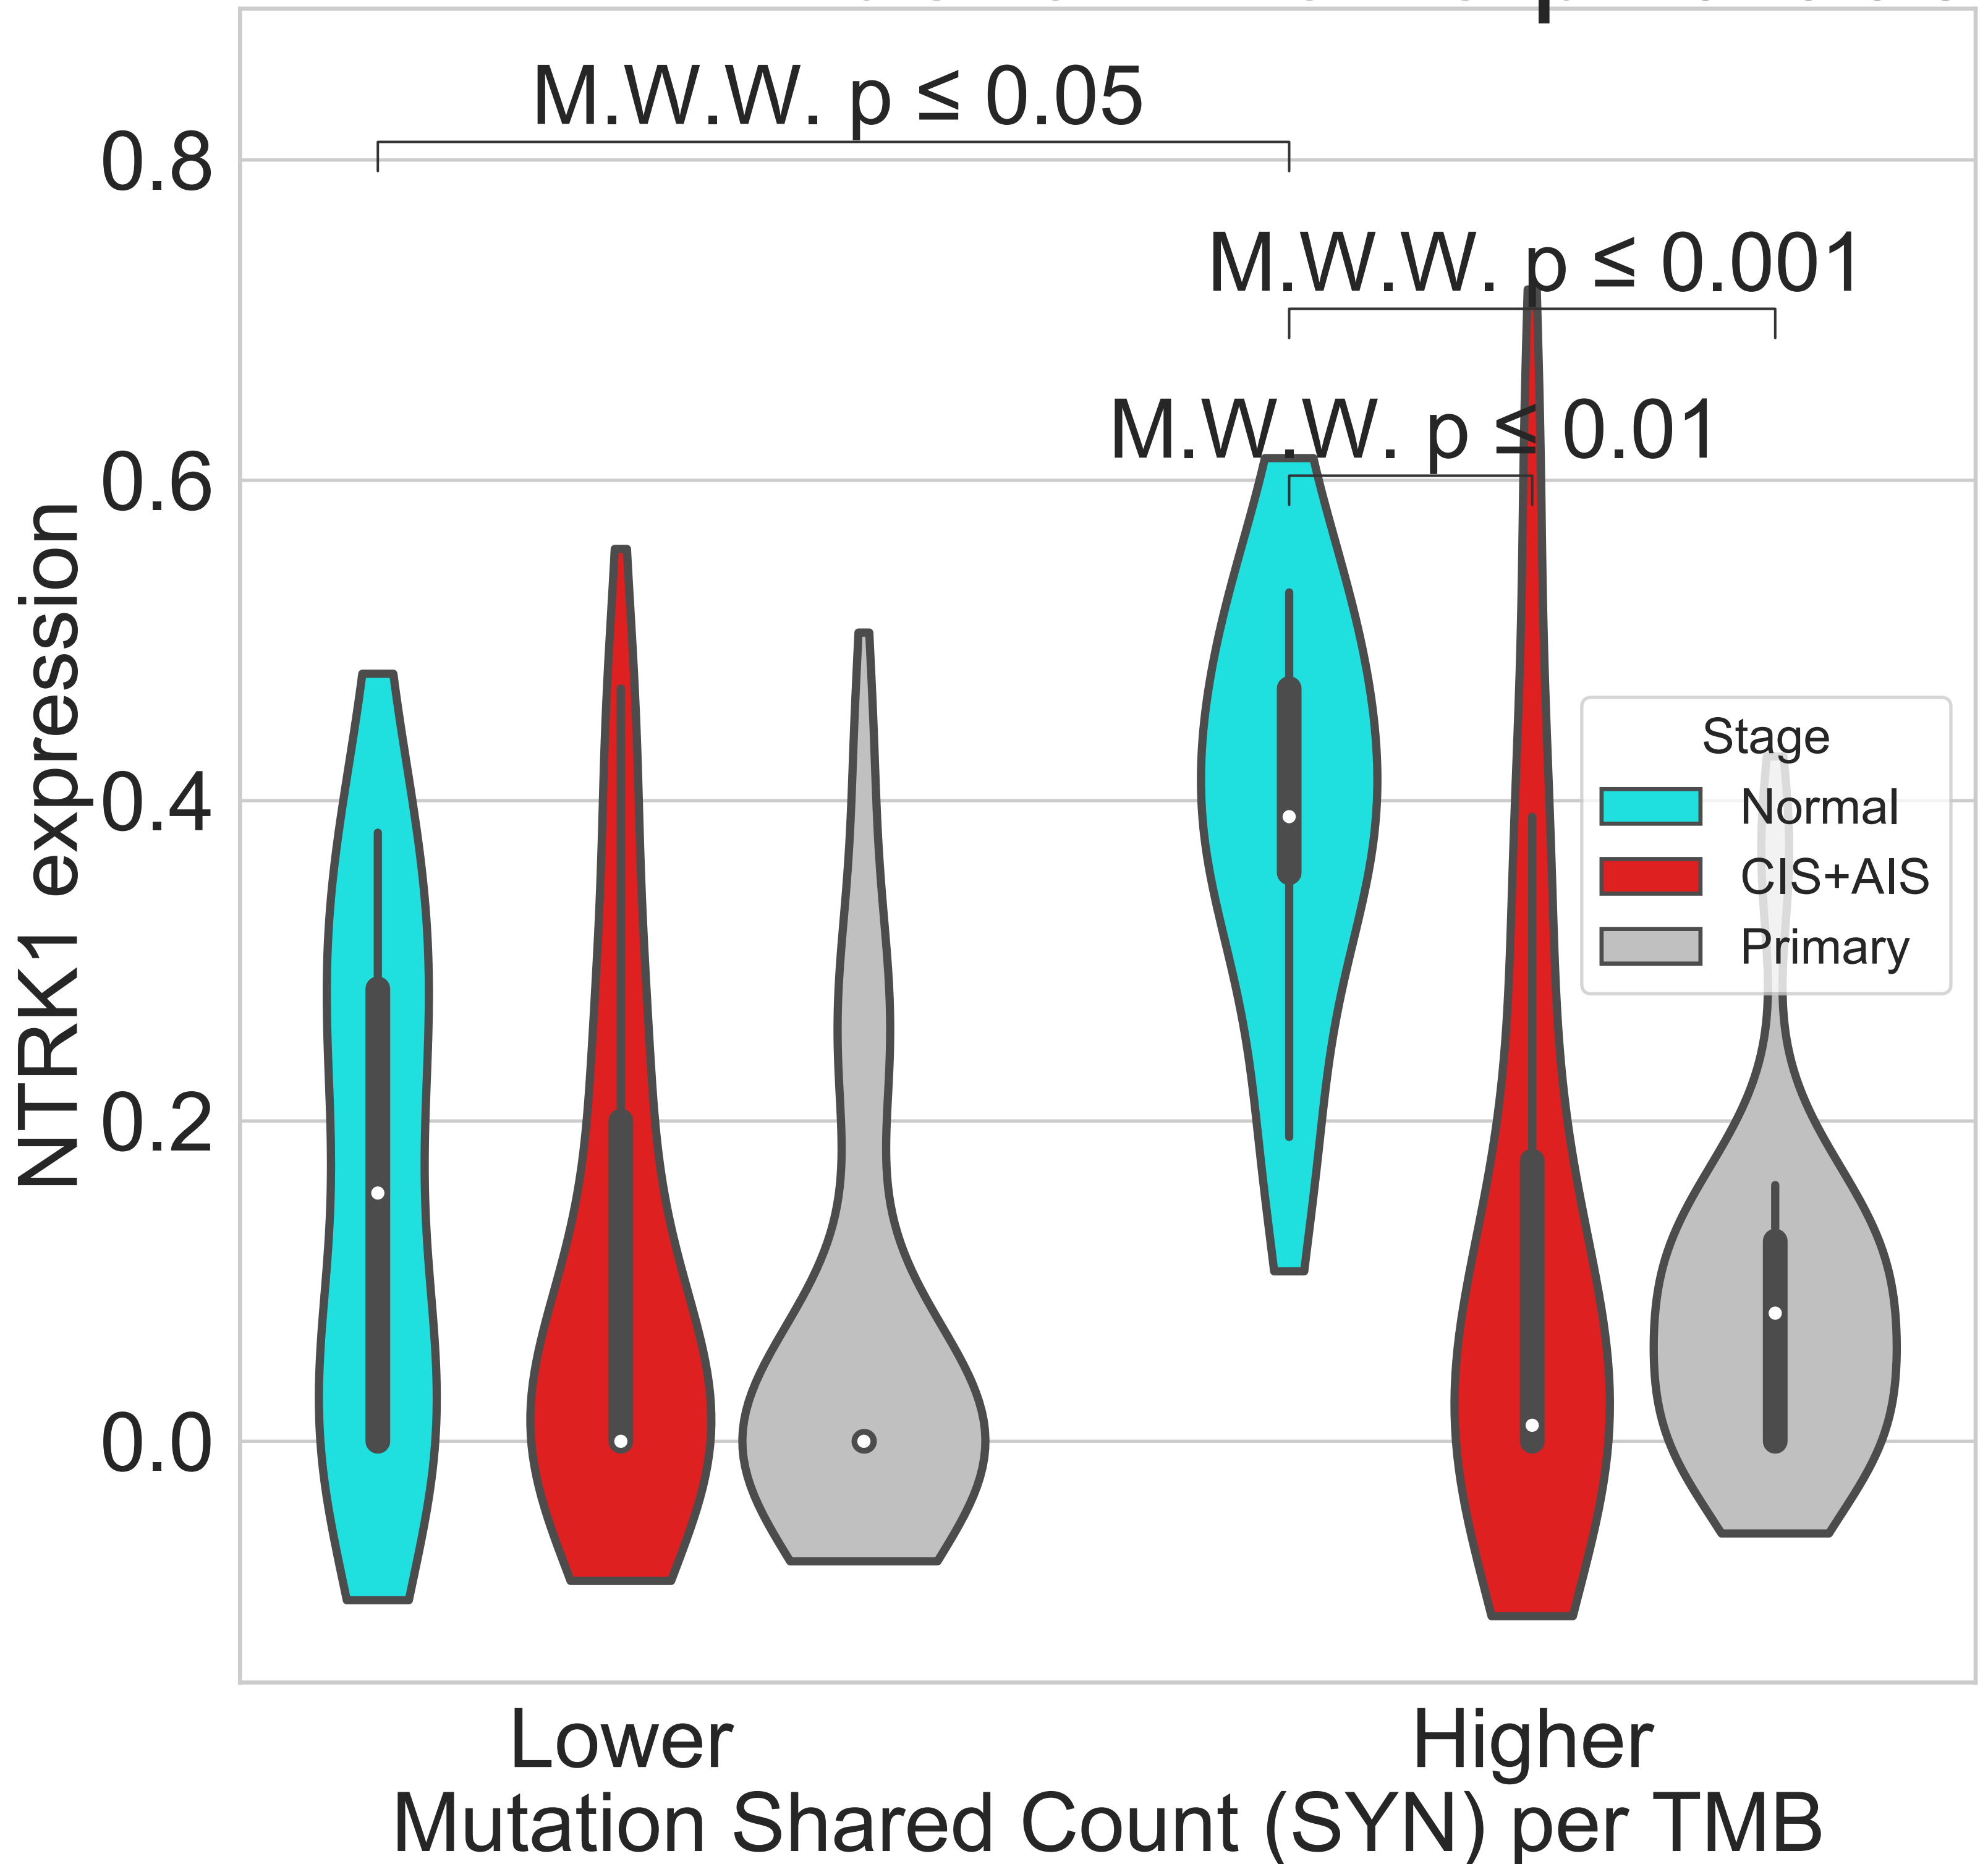 M.W.W. p ≤ 0.05
M.W.W. p ≤ 0.001
M.W.W. p ≤ 0.01
0.8
0.6
0.4
0.2
0.0
NTRK1 expression
Stage
Normal
CIS+AIS
Primary
Lower
Higher
Mutation Shared Count (SYN) per TMB